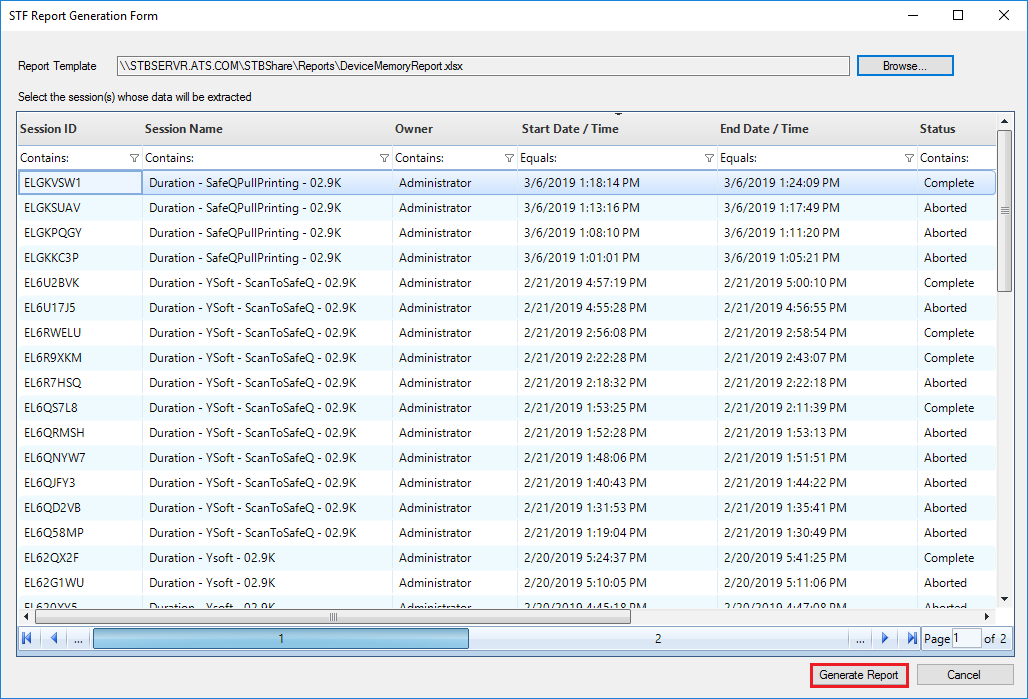 STF Report Generation Form
Report Template \\STBSERVR.ATS.COM\STBShare\Reports\DeviceMemoryReport.xlsx Browse...
Select the session(s) whose data will be extracted
Session ID Session Name Owner Start Date / Time End Date / Time Status
Contains: Contains: Contains: Equals: Equals: Contains:
ELGKVSW1 Duration - SafeQPullPrinting - 02.9K Administrator 3/6/2019 1:18:14 PM 3/6/2019 1:24:09 PM Complete
ELGKSUAV Duration - SafeQPullPrinting - 02.9K Administrator 3/6/2019 1:13:16 PM 3/6/2019 1:17:49 PM Aborted
ELGKPQGY Duration - SafeQPullPrinting - 02.9K Administrator 3/6/2019 1:08:10 PM 3/6/2019 1:11:20 PM Aborted
ELGKKC3P Duration - SafeQPullPrinting - 02.9K Administrator 3/6/2019 1:01:01 PM 3/6/2019 1:05:21 PM Aborted
EL6U2BVK Duration - YSoft - ScanToSafeQ - 02.9K Administrator 2/21/2019 4:57:19 PM 2/21/2019 5:00:10 PM Complete
EL6U17J5 Duration - YSoft - ScanToSafeQ - 02.9K Administrator 2/21/2019 4:55:28 PM 2/21/2019 4:56:55 PM Aborted
EL6RWELU Duration - YSoft - ScanToSafeQ - 02.9K Administrator 2/21/2019 2:56:08 PM 2/21/2019 2:58:54 PM Complete
EL6R9XKM Duration - YSoft - ScanToSafeQ - 02.9K Administrator 2/21/2019 2:22:28 PM 2/21/2019 2:43:07 PM Complete
EL6R7HSQ Duration - YSoft - ScanToSafeQ - 02.9K Administrator 2/21/2019 2:18:32 PM 2/21/2019 2:22:18 PM Aborted
EL6QS7L8 Duration - YSoft - ScanToSafeQ - 02.9K Administrator 2/21/2019 1:53:25 PM 2/21/2019 2:11:39 PM Complete
EL6QRMSH Duration - YSoft - ScanToSafeQ - 02.9K Administrator 2/21/2019 1:52:28 PM 2/21/2019 1:53:13 PM Aborted
EL6QNYW7 Duration - YSoft - ScanToSafeQ - 02.9K Administrator 2/21/2019 1:48:06 PM 2/21/2019 1:51:51 PM Aborted
EL6QJFY3 Duration - YSoft - ScanToSafeQ - 02.9K Administrator 2/21/2019 1:40:43 PM 2/21/2019 1:44:22 PM Aborted
EL6QD2VB Duration - YSoft - ScanToSafeQ - 02.9K Administrator 2/21/2019 1:31:53 PM 2/21/2019 1:35:41 PM Aborted
EL6Q58MP Duration - YSoft - ScanToSafeQ - 02.9K Administrator 2/21/2019 1:19:04 PM 2/21/2019 1:30:49 PM Aborted
EL62QX2F Duration - Ysoft - 02.9K Administrator 2/20/2019 5:24:37 PM 2/20/2019 5:41:25 PM Complete
EL62G1WU Duration - Ysoft - 02.9K Administrator 2/20/2019 5:10:05 PM 2/20/2019 5:11:06 PM Aborted
Duration - Ysoft - 02.9K Administrator 2/20/2019 4:45:18 PM 2/20/2019 4:47:08 PM Aborted
... 1 2 ... Page 1 of 2
Generate Report Cancel